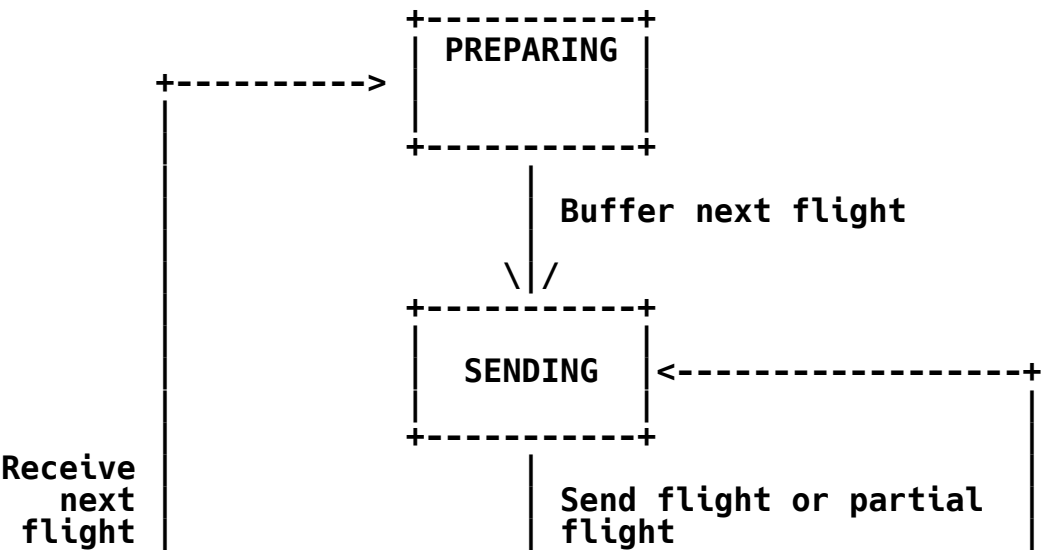 PREPARING
Buffer next flight
SENDING
Receive
next
flight
Send flight or partial
flight